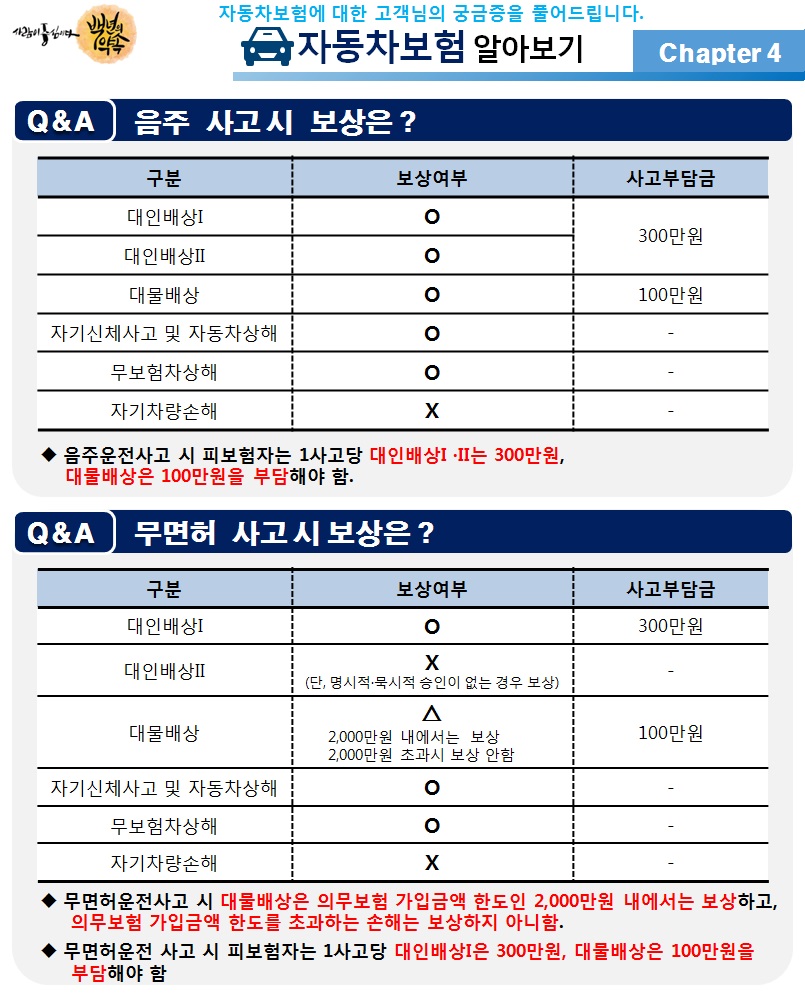 자동차보험에 대한 고객님의 궁금증을 풀어드립니다.
사람이 중심이다
백년의
약속
자동차보험 알아보기
Chapter 4
Q&A 음주 사고 시 보상은 ?
구분 보상여부 사고부담금
대인배상I O 300만원
대인배상II O
대물배상 O 100만원
자기신체사고 및 자동차상해 O -
무보험차상해 O -
자기차량손해 X -
◆ 음주운전사고 시 피보험자는 1사고당 대인배상I ·II는 300만원,
대물배상은 100만원을 부담해야 함.
Q&A 무면허 사고 시 보상은 ?
구분 보상여부 사고부담금
대인배상I O 300만원
대인배상II X -
(단, 명시적·묵시적 승인이 없는 경우 보상)
대물배상 △ 100만원
2,000만원 내에서는 보상
2,000만원 초과시 보상 안함
자기신체사고 및 자동차상해 O -
무보험차상해 O -
자기차량손해 X -
◆ 무면허운전사고 시 대물배상은 의무보험 가입금액 한도인 2,000만원 내에서는 보상하고,
의무보험 가입금액 한도를 초과하는 손해는 보상하지 아니함.
◆ 무면허운전 사고 시 피보험자는 1사고당 대인배상I은 300만원, 대물배상은 100만원을
부담해야 함